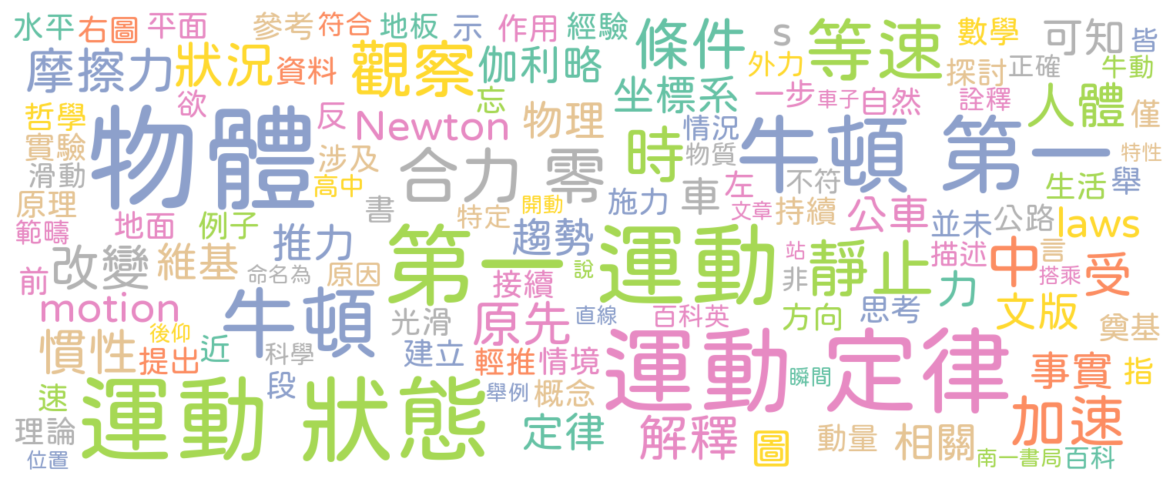 水平 右圖 平面 參考 符合 地板 示 作用 經驗 條件 s 等速 數學 可知 皆
摩擦力 狀況 資料 觀察 伽利略 外力 探討 正確 牛動
欲 忘 坐標系 一步 車子 自然 詮釋 人體 僅
哲學 物體 反 Newton 物理 時 情況 牛頓 第一
實驗 涉及 合力 零 物質 特性
滑動 高中 車 左 不符 生活 舉
原理 書 特定 開動 施力 文章 持續 公車 並未 公路 laws
範疇 地面 例子 推力 趨勢 第一 運動
改變 維基 命名為 原因 接續 說 站 非 靜止 描述 中 言 受
前 搭乘
motion 牛頓 光滑 原先 直線 百科英 方向 思考 力 文版 奠基
後仰
慣性 提出 近 科學 建立 輕推 情境 運動 定律 事實 指
段 舉例 概念 瞬間
速 運動 狀態 加速
理論 定律 解釋 圖 動量 相關
位置 南一書局 百科